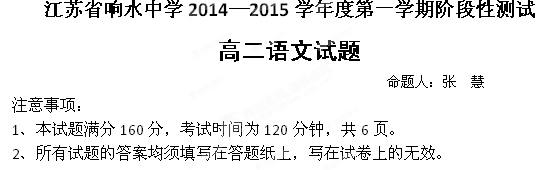 江苏省响水中学 2014—2015 学年度第一学期阶段性测试
高二语文试题
命题人：张　慧
注意事项：
1、本试题满分 160 分，考试时间为 120 分钟，共 6 页。
2、所有试题的答案均须填写在答题纸上，写在试卷上的无效。